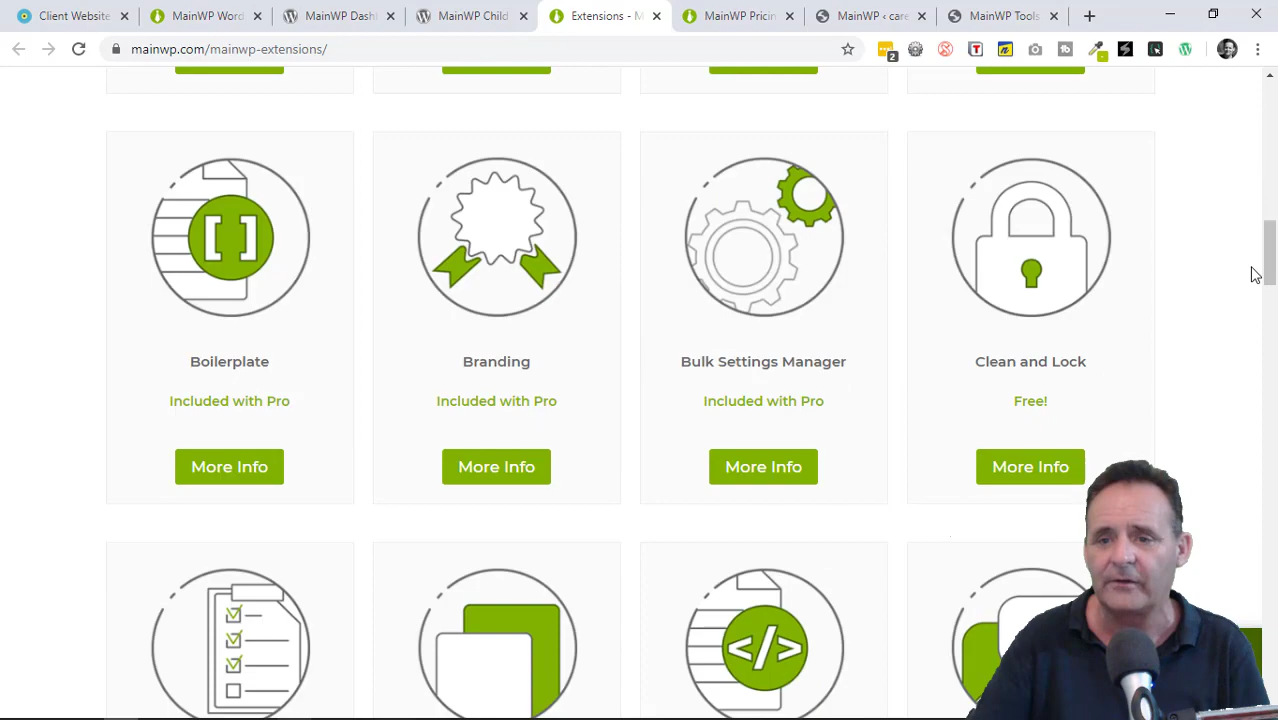 Client Website
MainWP Word
MainWP Dash
MainWP Child
Extensions - M
MainWP Pricin
MainWP ‹ care
MainWP Tools
mainwp.com/mainwp-extensions/
2
T
n
Boilerplate
Branding
Bulk Settings Manager
Clean and Lock
Included with Pro
Included with Pro
Included with Pro
Free!
More Info
More Info
More Info
More Info